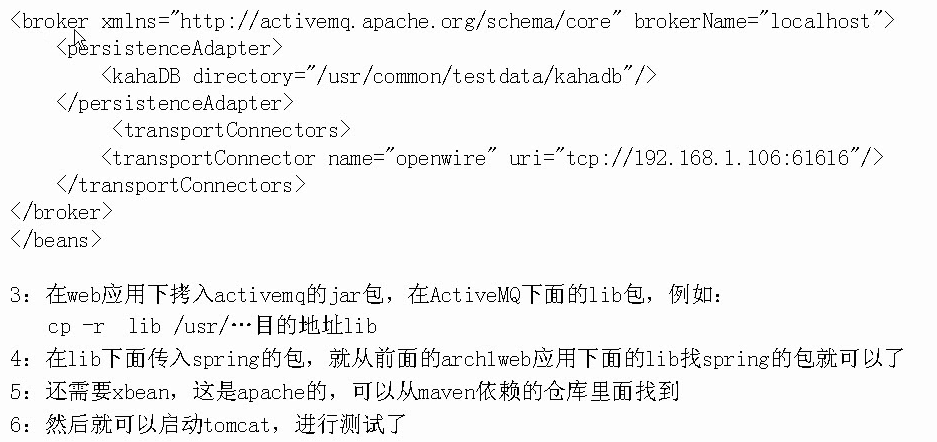 <broker xmlns="http://activemq.apache.org/schema/core" brokerName="localhost">
<persistenceAdapter>
<kahaDB directory="/usr/common/testdata/kahadb"/>
</persistenceAdapter>
<transportConnectors>
<transportConnector name="openwire" uri="tcp://192.168.1.106:61616"/>
</transportConnectors>
</broker>
</beans>
3：在web应用下拷入activemq的jar包，在ActiveMQ下面的lib包，例如：
cp -r  lib /usr/…目的地址lib
4：在lib下面传入spring的包，就从前面的arch1web应用下面的lib找spring的包就可以了
5：还需要xbean，这是apache的，可以从maven依赖的仓库里面找到
6：然后就可以启动tomcat，进行测试了